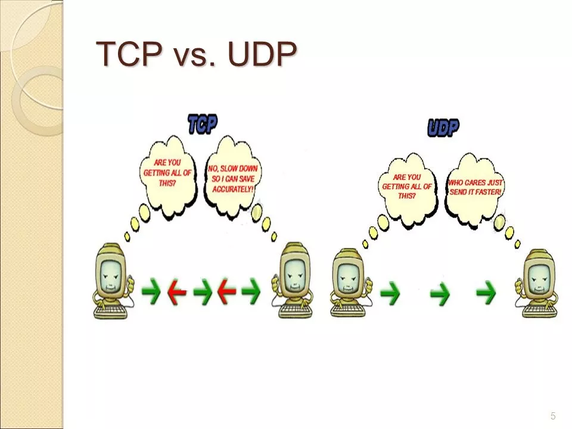 TCP vs. UDP
TCP
ARE YOU
GETTING ALL OF
THIS?
NO, SLOW DOWN
SO I CAN SAVE
ACCURATELY!
UDP
ARE YOU
GETTING ALL OF
THIS?
WHO CARES JUST
SEND IT FASTER!
5